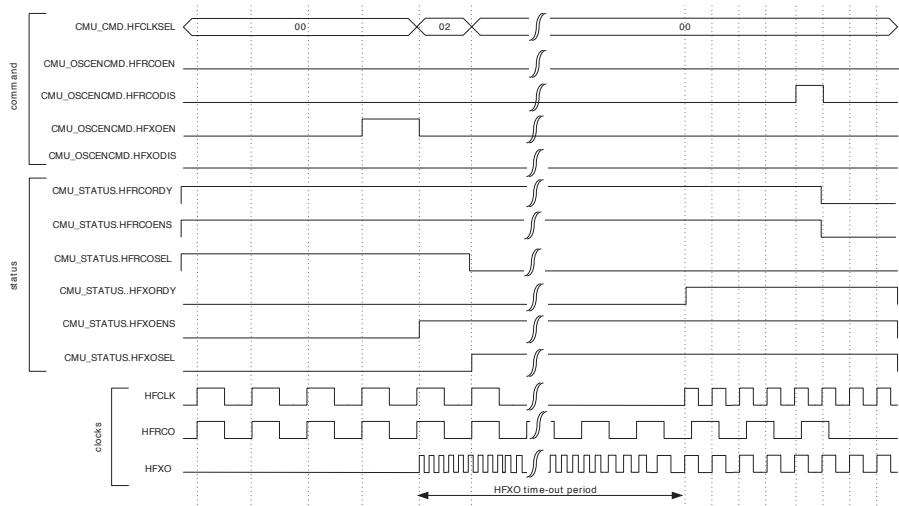 command
CMU_CMD.HFCLKSEL
00
02
00
CMU_OSCENCMD.HFRCOEN
CMU_OSCENCMD.HFRCODIS
CMU_OSCENCMD.HFXOEN
CMU_OSCENCMD.HFXODIS
status
CMU_STATUS.HFRCORDY
CMU_STATUS.HFRCOENS
CMU_STATUS.HFRCOSEL
CMU_STATUS..HFXORDY
CMU_STATUS.HFXOENS
CMU_STATUS.HFXOSEL
clocks
HFCLK
HFRCO
HFXO
HFXO time-out period